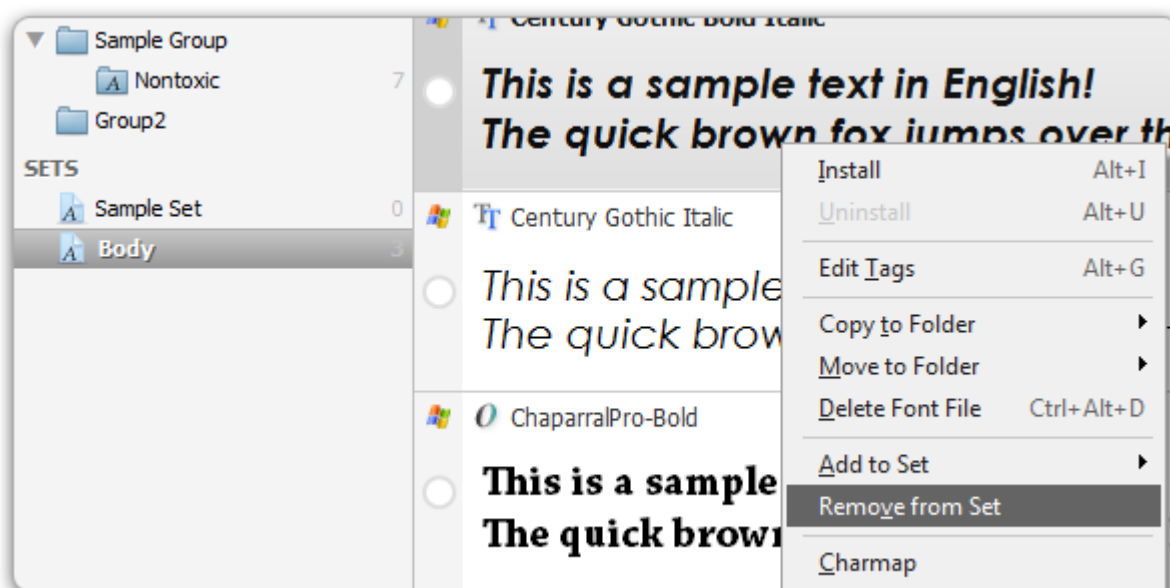 Sample Group
Nontoxic 7
Group2
SETS
Sample Set 0
Body 3
Century Gothic Bold Italic
This is a sample text in English!
The quick brown fox jumps over th
Century Gothic Italic
This is a sample
The quick brow
ChaparralPro-Bold
This is a sample
The quick brown
Install Alt+I
Uninstall Alt+U
Edit Tags Alt+G
Copy to Folder
Move to Folder
Delete Font File Ctrl+Alt+D
Add to Set
Remove from Set
Charmap